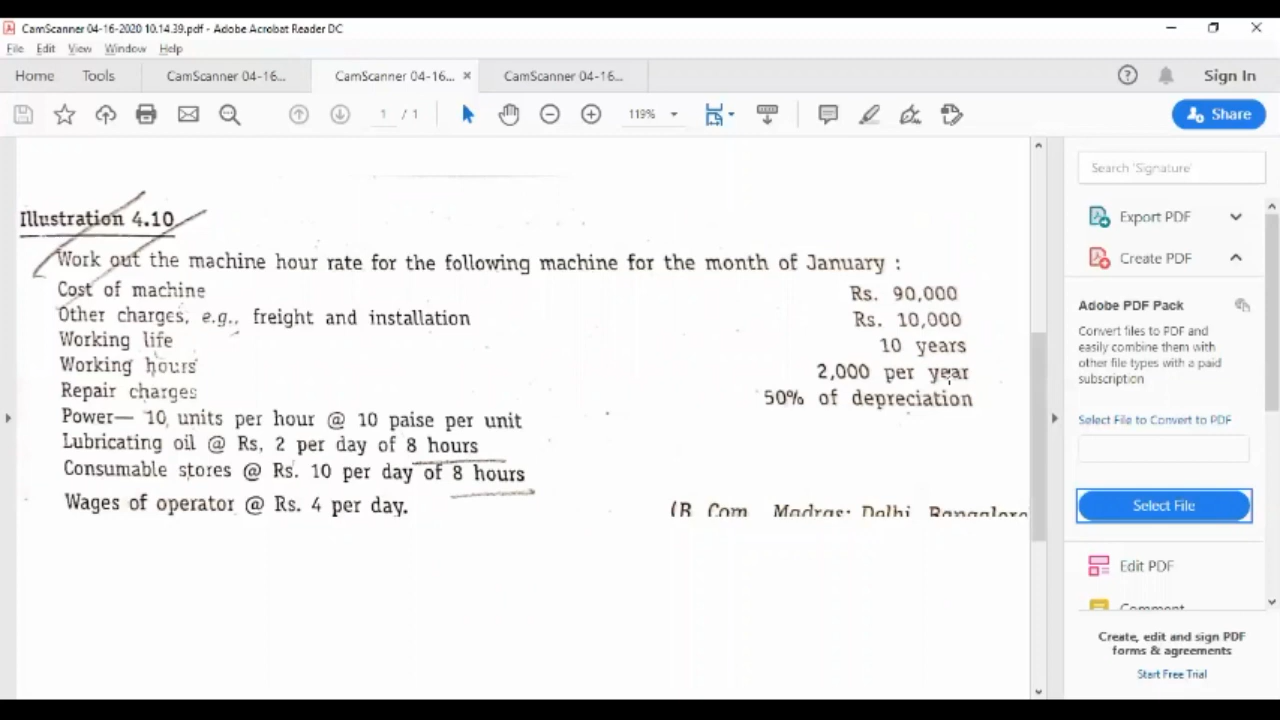 CamScanner 04-16-2020 10.14.39.pdf - Adobe Acrobat Reader DC
File Edit View Window Help
Home Tools CamScanner 04-16... CamScanner 04-16... × CamScanner 04-16... Sign In
1 / 1 119% Share
Illustration 4.10
Work out the machine hour rate for the following machine for the month of January :
Cost of machine Rs. 90,000
Other charges, e.g., freight and installation Rs. 10,000
Working life 10 years
Working hours 2,000 per year
Repair charges 50% of depreciation
Power— 10 units per hour @ 10 paise per unit
Lubricating oil @ Rs, 2 per day of 8 hours
Consumable stores @ Rs. 10 per day of 8 hours
Wages of operator @ Rs. 4 per day.
(B. Com. Madras; Delhi, Bangalore
Search 'Signature'
Export PDF
Create PDF
Adobe PDF Pack
Convert files to PDF and
easily combine them with
other file types with a paid
subscription
Select File to Convert to PDF
Select File
Edit PDF
Comment
Create, edit and sign PDF
forms & agreements
Start Free Trial